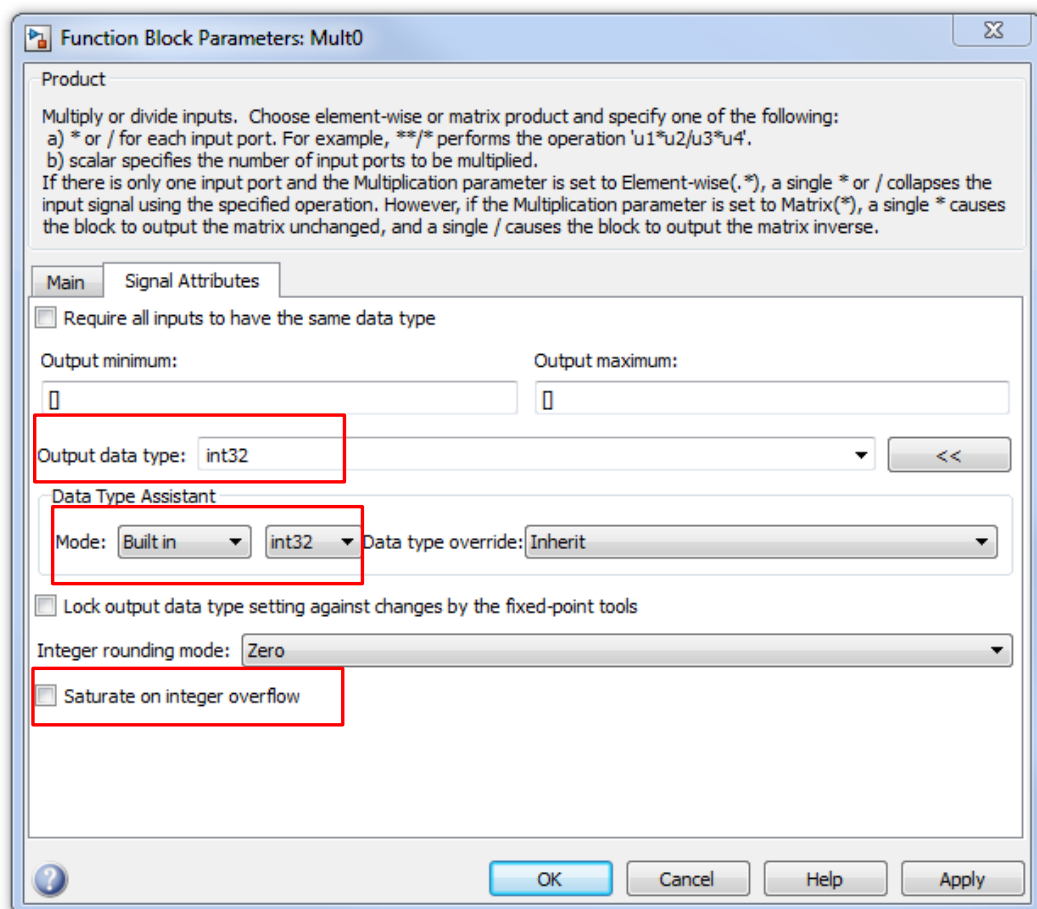 Function Block Parameters: Mult0
Product
Multiply or divide inputs. Choose element-wise or matrix product and specify one of the following:
a) * or / for each input port. For example, **/* performs the operation 'u1*u2/u3*u4'.
b) scalar specifies the number of input ports to be multiplied.
If there is only one input port and the Multiplication parameter is set to Element-wise(.*), a single * or / collapses the
input signal using the specified operation. However, if the Multiplication parameter is set to Matrix(*), a single * causes
the block to output the matrix unchanged, and a single / causes the block to output the matrix inverse.
Main Signal Attributes
Require all inputs to have the same data type
Output minimum: Output maximum:
[] []
Output data type: int32 <<
Data Type Assistant
Mode: Built in int32 Data type override: Inherit
Lock output data type setting against changes by the fixed-point tools
Integer rounding mode: Zero
Saturate on integer overflow
? OK Cancel Help Apply